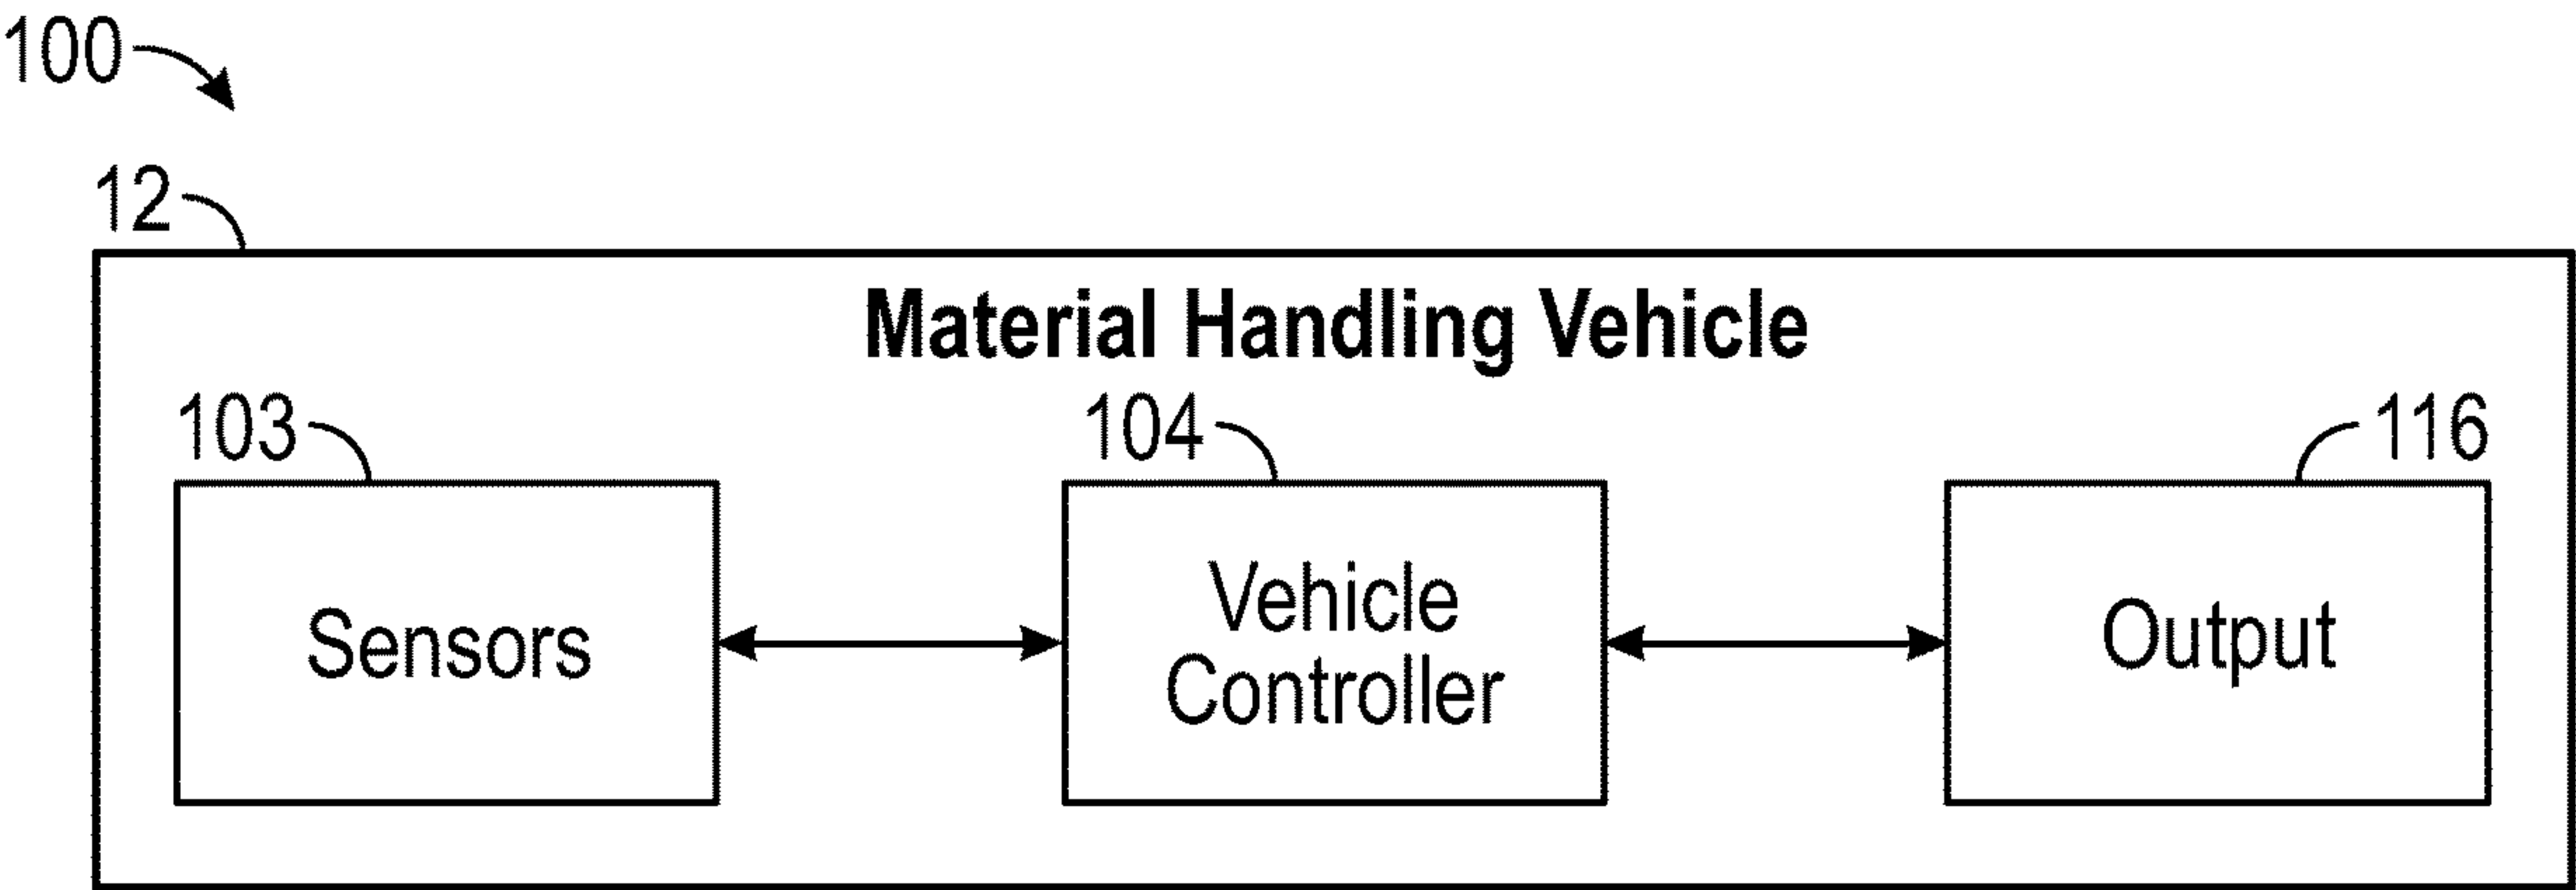 100
12
Material Handling Vehicle
103
104
116
Sensors
Vehicle
Controller
Output